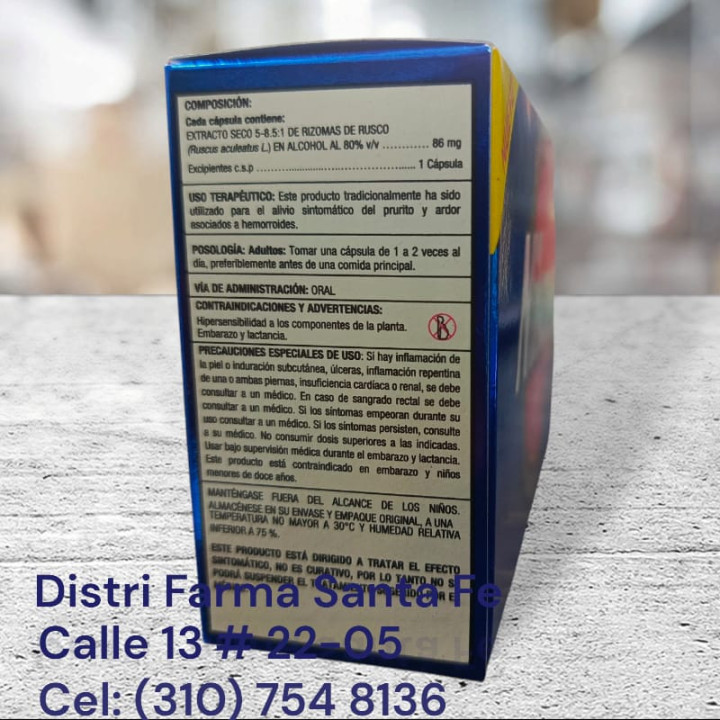 COMPOSICIÓN:
Cada cápsula contiene:
EXTRACTO SECO 5-8.5:1 DE RIZOMAS DE RUSCO
(Ruscus aculeatus L.) EN ALCOHOL AL 80% v/v ............ 86 mg
Excipientes c.s.p ............................................... 1 Cápsula
USO TERAPÉUTICO: Este producto tradicionalmente ha sido
utilizado para el alivio sintomático del prurito y ardor
asociados a hemorroides.
POSOLOGÍA: Adultos: Tomar una cápsula de 1 a 2 veces al
día, preferiblemente antes de una comida principal.
VÍA DE ADMINISTRACIÓN: ORAL
CONTRAINDICACIONES Y ADVERTENCIAS:
Hipersensibilidad a los componentes de la planta.
Embarazo y lactancia.
PRECAUCIONES ESPECIALES DE USO: Si hay inflamación de
la piel o induración subcutánea, úlceras, inflamación repentina
de una o ambas piernas, insuficiencia cardiaca o renal, se debe
consultar a un médico. En caso de sangrado rectal se debe
consultar a un médico. Si los síntomas empeoran durante su
uso consultar a un médico. Si los síntomas persisten, consulte
a su médico. No consumir dosis superiores a las indicadas.
Usar bajo supervisión médica durante el embarazo y lactancia.
Este producto está contraindicado en embarazo y niños
menores de doce años.
MANTÉNGASE FUERA DEL ALCANCE DE LOS NIÑOS.
ALMACÉNESE EN SU ENVASE Y EMPAQUE ORIGINAL, A UNA
TEMPERATURA NO MAYOR A 30°C Y HUMEDAD RELATIVA
INFERIOR A 75 %.
ESTE PRODUCTO ESTÁ DIRIGIDO A TRATAR EL EFECTO
SINTOMÁTICO, NO ES CURATIVO, POR LO TANTO NO S
PODRÁ SUSPENDER EL TRATAMIENTO
Distri Farma Santa Fe
Calle 13 # 22-05
Cel: (310) 754 8136